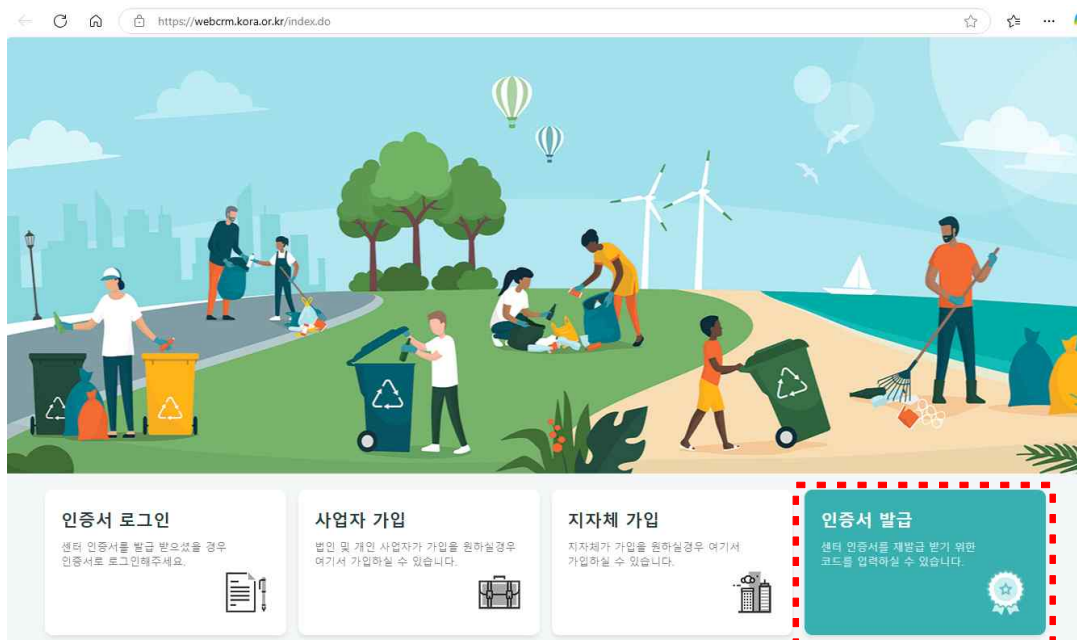 https://webcrm.kora.or.kr/index.do
인증서 로그인
센터 인증서를 발급 받으셨을 경우
인증서로 로그인해주세요.
사업자 가입
법인 및 개인 사업자가 가입을 원하실경우
여기서 가입하실 수 있습니다.
지자체 가입
지자체가 가입을 원하실경우 여기서
가입하실 수 있습니다.
인증서 발급
센터 인증서를 재발급 받기 위한
코드를 입력하실 수 있습니다.